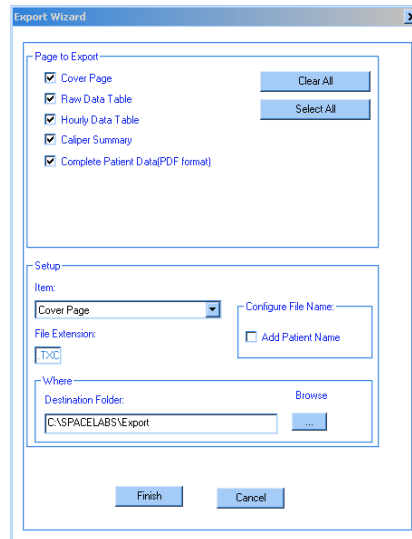 Export Wizard
Page to Export
Cover Page
Clear All
Raw Data Table
Select All
Hourly Data Table
Caliper Summary
Complete Patient Data(PDF format)
Setup
Item:
Cover Page
Configure File Name:
File Extension:
Add Patient Name
.TXC
Where
Destination Folder:
Browse
C:\SPACELABS\Export
...
Finish
Cancel